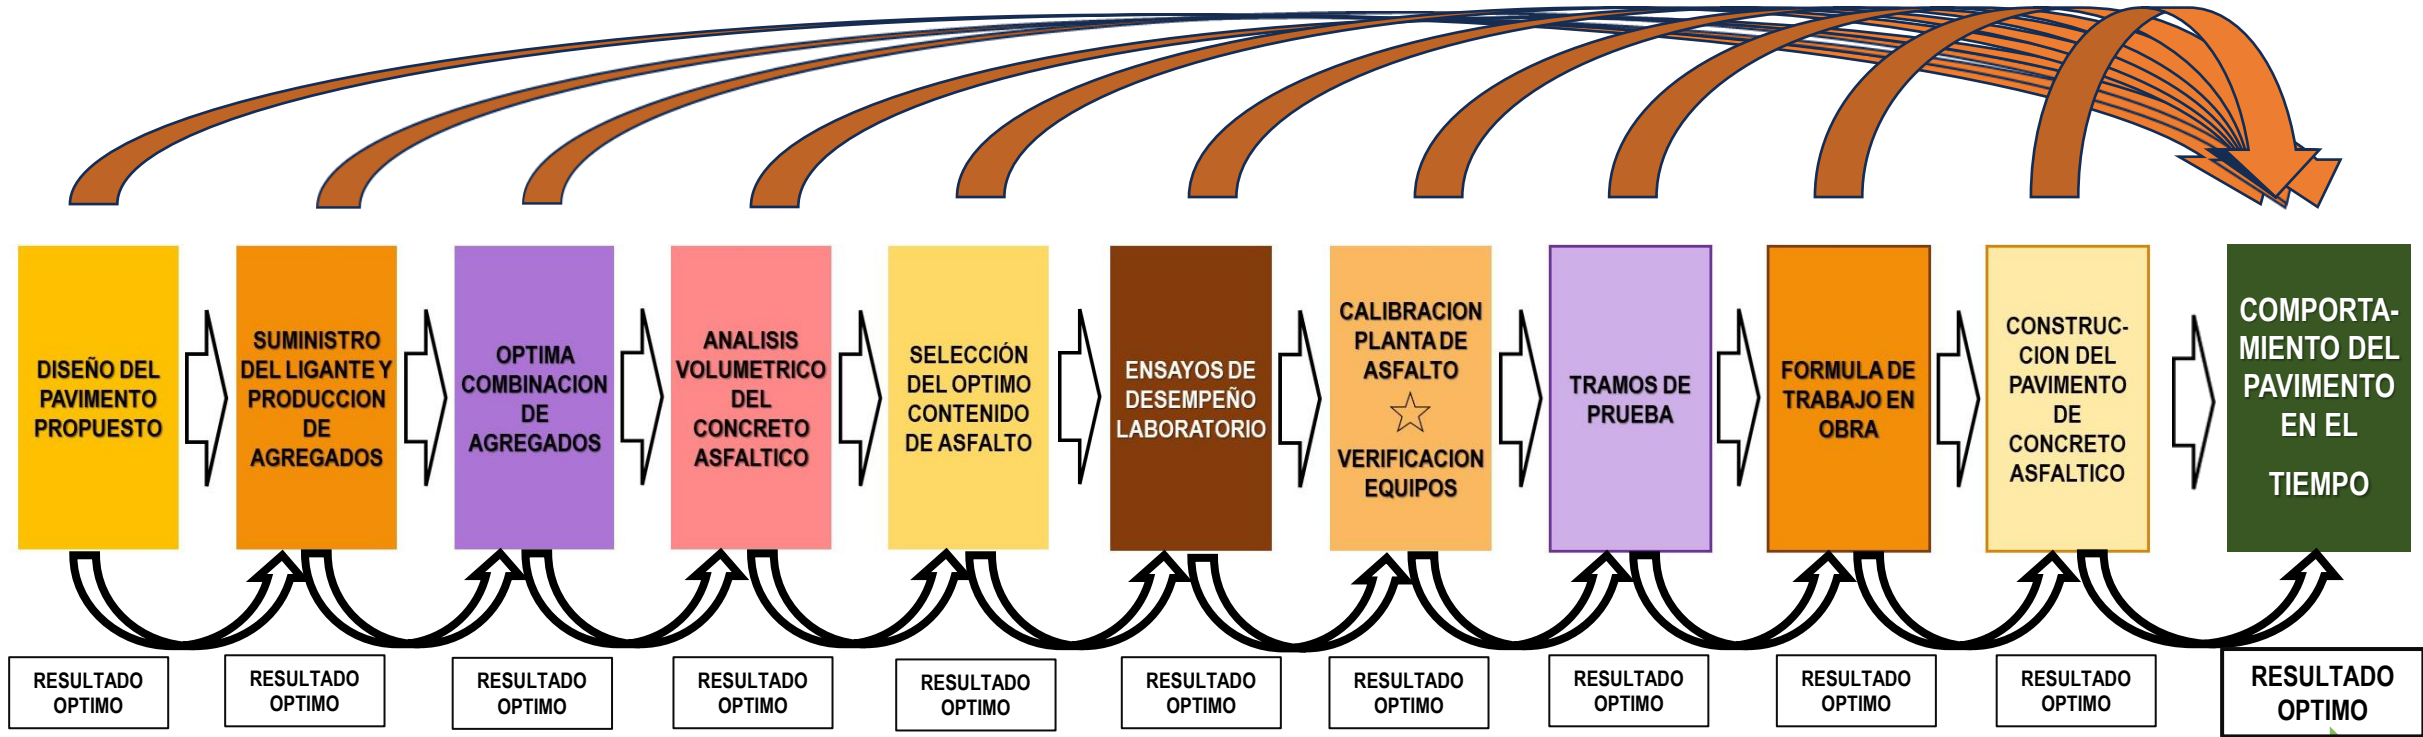 DISEÑO DEL
PAVIMENTO
PROPUESTO
SUMINISTRO
DEL LIGANTE Y
PRODUCCION
DE
AGREGADOS
OPTIMA
COMBINACION
DE
AGREGADOS
ANALISIS
VOLUMETRICO
DEL
CONCRETO
ASFALTICO
SELECCIÓN
DEL OPTIMO
CONTENIDO
DE ASFALTO
ENSAYOS DE
DESEMPEÑO
LABORATORIO
CALIBRACION
PLANTA DE
ASFALTO
VERIFICACION
EQUIPOS
TRAMOS DE
PRUEBA
FORMULA DE
TRABAJO EN
OBRA
CONSTRUC-
CION DEL
PAVIMENTO
DE
CONCRETO
ASFALTICO
COMPORTA-
MIENTO DEL
PAVIMENTO
EN EL
TIEMPO
RESULTADO
OPTIMO
RESULTADO
OPTIMO
RESULTADO
OPTIMO
RESULTADO
OPTIMO
RESULTADO
OPTIMO
RESULTADO
OPTIMO
RESULTADO
OPTIMO
RESULTADO
OPTIMO
RESULTADO
OPTIMO
RESULTADO
OPTIMO
RESULTADO
OPTIMO